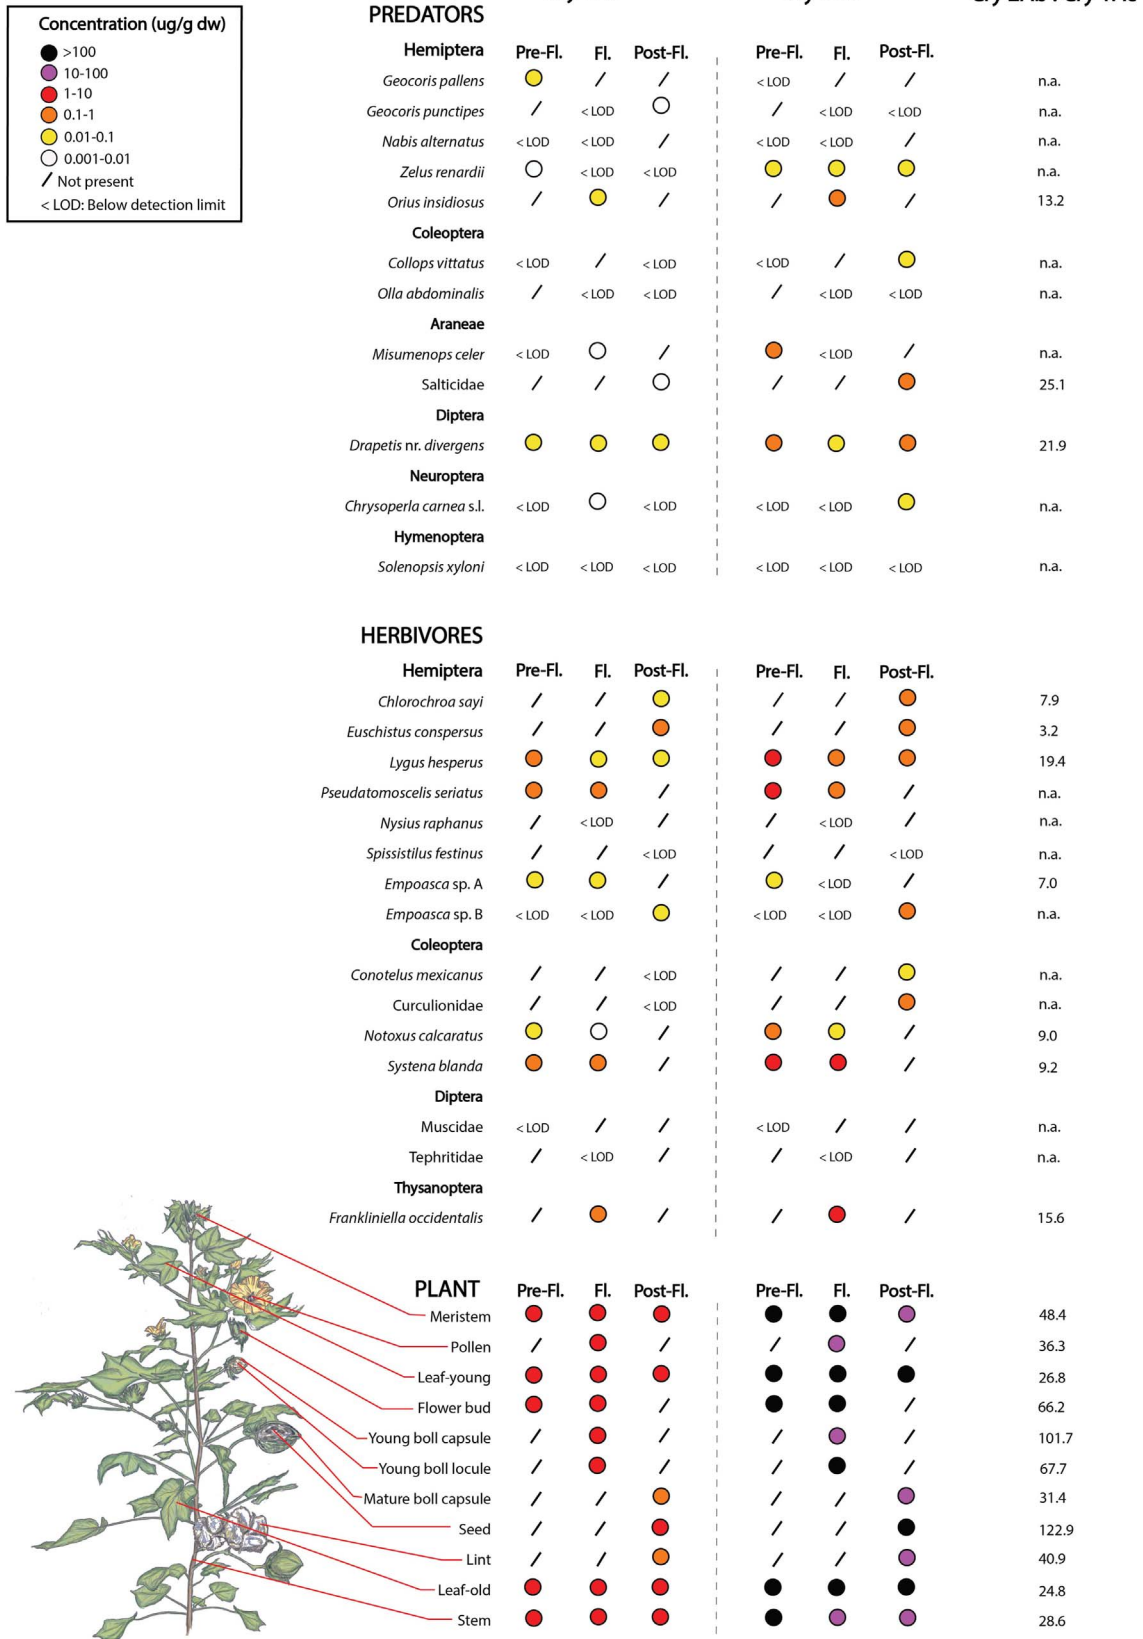 Concentration (ug/g dw)
>100
10-100
1-10
0.1-1
0.01-0.1
0.001-0.01
/ Not present
< LOD: Below detection limit
PREDATORS
Hemiptera Pre-Fl. Fl. Post-Fl. Pre-Fl. Fl. Post-Fl.
Geocoris pallens / / < LOD / / n.a.
Geocoris punctipes / < LOD / < LOD < LOD n.a.
Nabis alternatus < LOD < LOD / < LOD < LOD / n.a.
Zelus renardii < LOD < LOD n.a.
Orius insidiosus / / / / 13.2
Coleoptera
Collops vittatus < LOD / < LOD < LOD / n.a.
Olla abdominalis / < LOD < LOD / < LOD < LOD n.a.
Araneae
Misumenops celer < LOD / < LOD / n.a.
Salticidae / / / / 25.1
Diptera
Drapetis nr. divergens 21.9
Neuroptera
Chrysoperla carnea s.l. < LOD < LOD < LOD < LOD n.a.
Hymenoptera
Solenopsis xyloni < LOD < LOD < LOD < LOD < LOD < LOD n.a.
HERBIVORES
Hemiptera Pre-Fl. Fl. Post-Fl. Pre-Fl. Fl. Post-Fl.
Chlorochroa sayi / / / / 7.9
Euschistus conspersus / / / / 3.2
Lygus hesperus 19.4
Pseudatomoscelis seriatus / / n.a.
Nysius raphanus / < LOD / / < LOD / n.a.
Spissistilus festinus / / < LOD / / < LOD n.a.
Empoasca sp. A / < LOD / 7.0
Empoasca sp. B < LOD < LOD < LOD < LOD n.a.
Coleoptera
Conotelus mexicanus / / < LOD / / n.a.
Curculionidae / / < LOD / / n.a.
Notoxus calcaratus / / 9.0
Systena blanda / / 9.2
Diptera
Muscidae < LOD / / < LOD / / n.a.
Tephritidae / < LOD / / < LOD / n.a.
Thysanoptera
Frankliniella occidentalis / / / / 15.6
PLANT Pre-Fl. Fl. Post-Fl. Pre-Fl. Fl. Post-Fl.
Meristem 48.4
Pollen / / / / 36.3
Leaf-young 26.8
Flower bud / / 66.2
Young boll capsule / / / / 101.7
Young boll locule / / / / 67.7
Mature boll capsule / / / / 31.4
Seed / / / / 122.9
Lint / / / / 40.9
Leaf-old 24.8
Stem 28.6